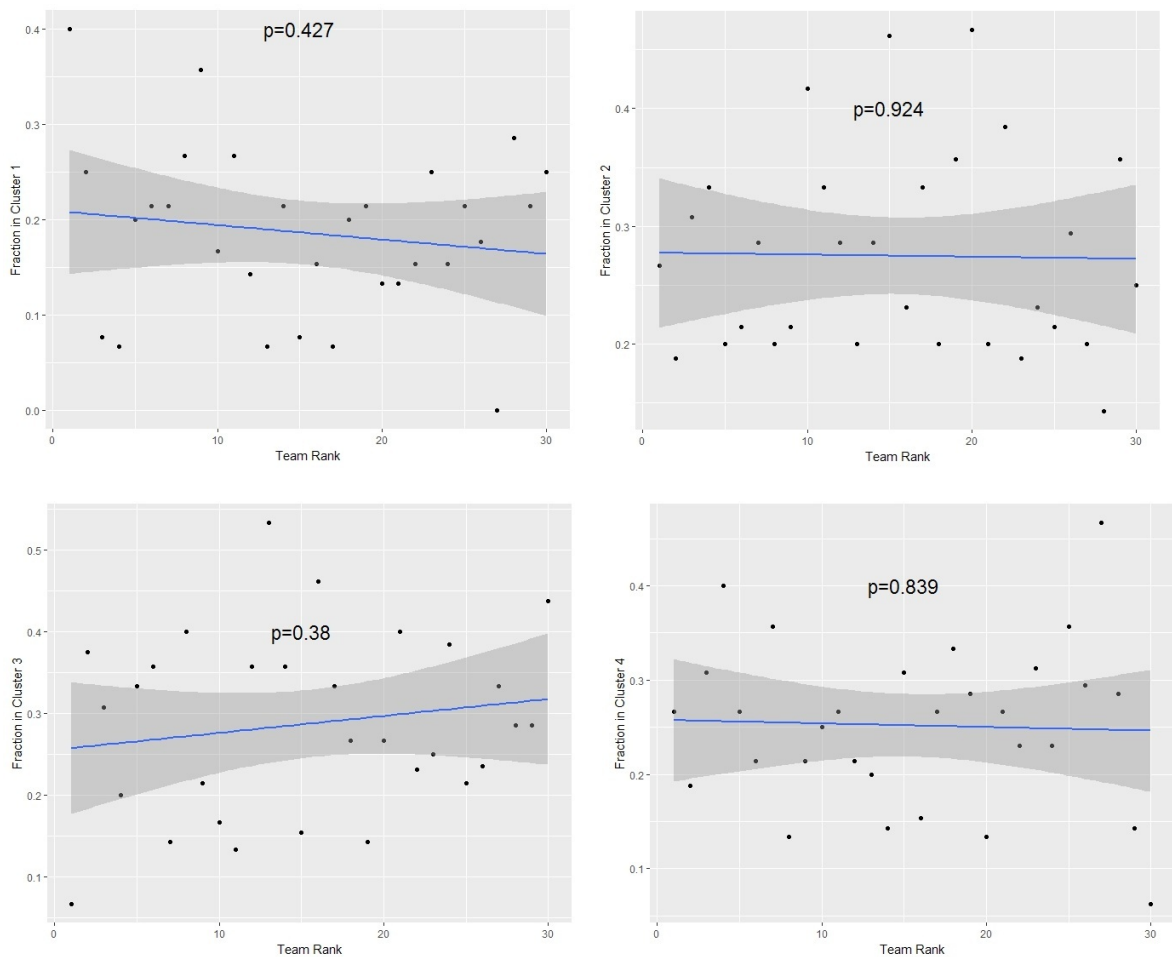 p=0.427
Fraction in Cluster 1
0.4
0.3
0.2
0.1
0.0
0 10 20 30
Team Rank
p=0.924
Fraction in Cluster 2
0.4
0.3
0.2
0 10 20 30
Team Rank
p=0.38
Fraction in Cluster 3
0.5
0.4
0.3
0.2
0.1
0 10 20 30
Team Rank
p=0.839
Fraction in Cluster 4
0.4
0.3
0.2
0.1
0 10 20 30
Team Rank